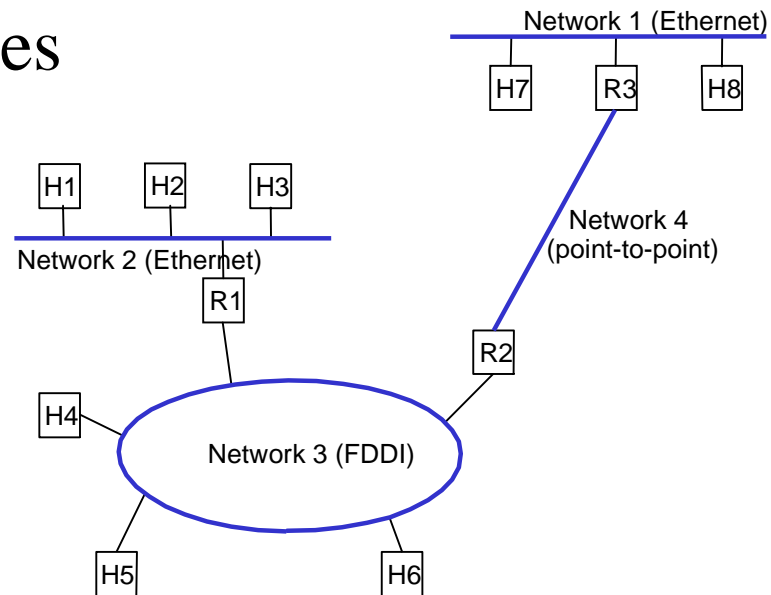 es
Network 1 (Ethernet)
H7
R3
H8
H1
H2
H3
Network 4
(point-to-point)
Network 2 (Ethernet)
R1
R2
H4
Network 3 (FDDI)
H5
H6